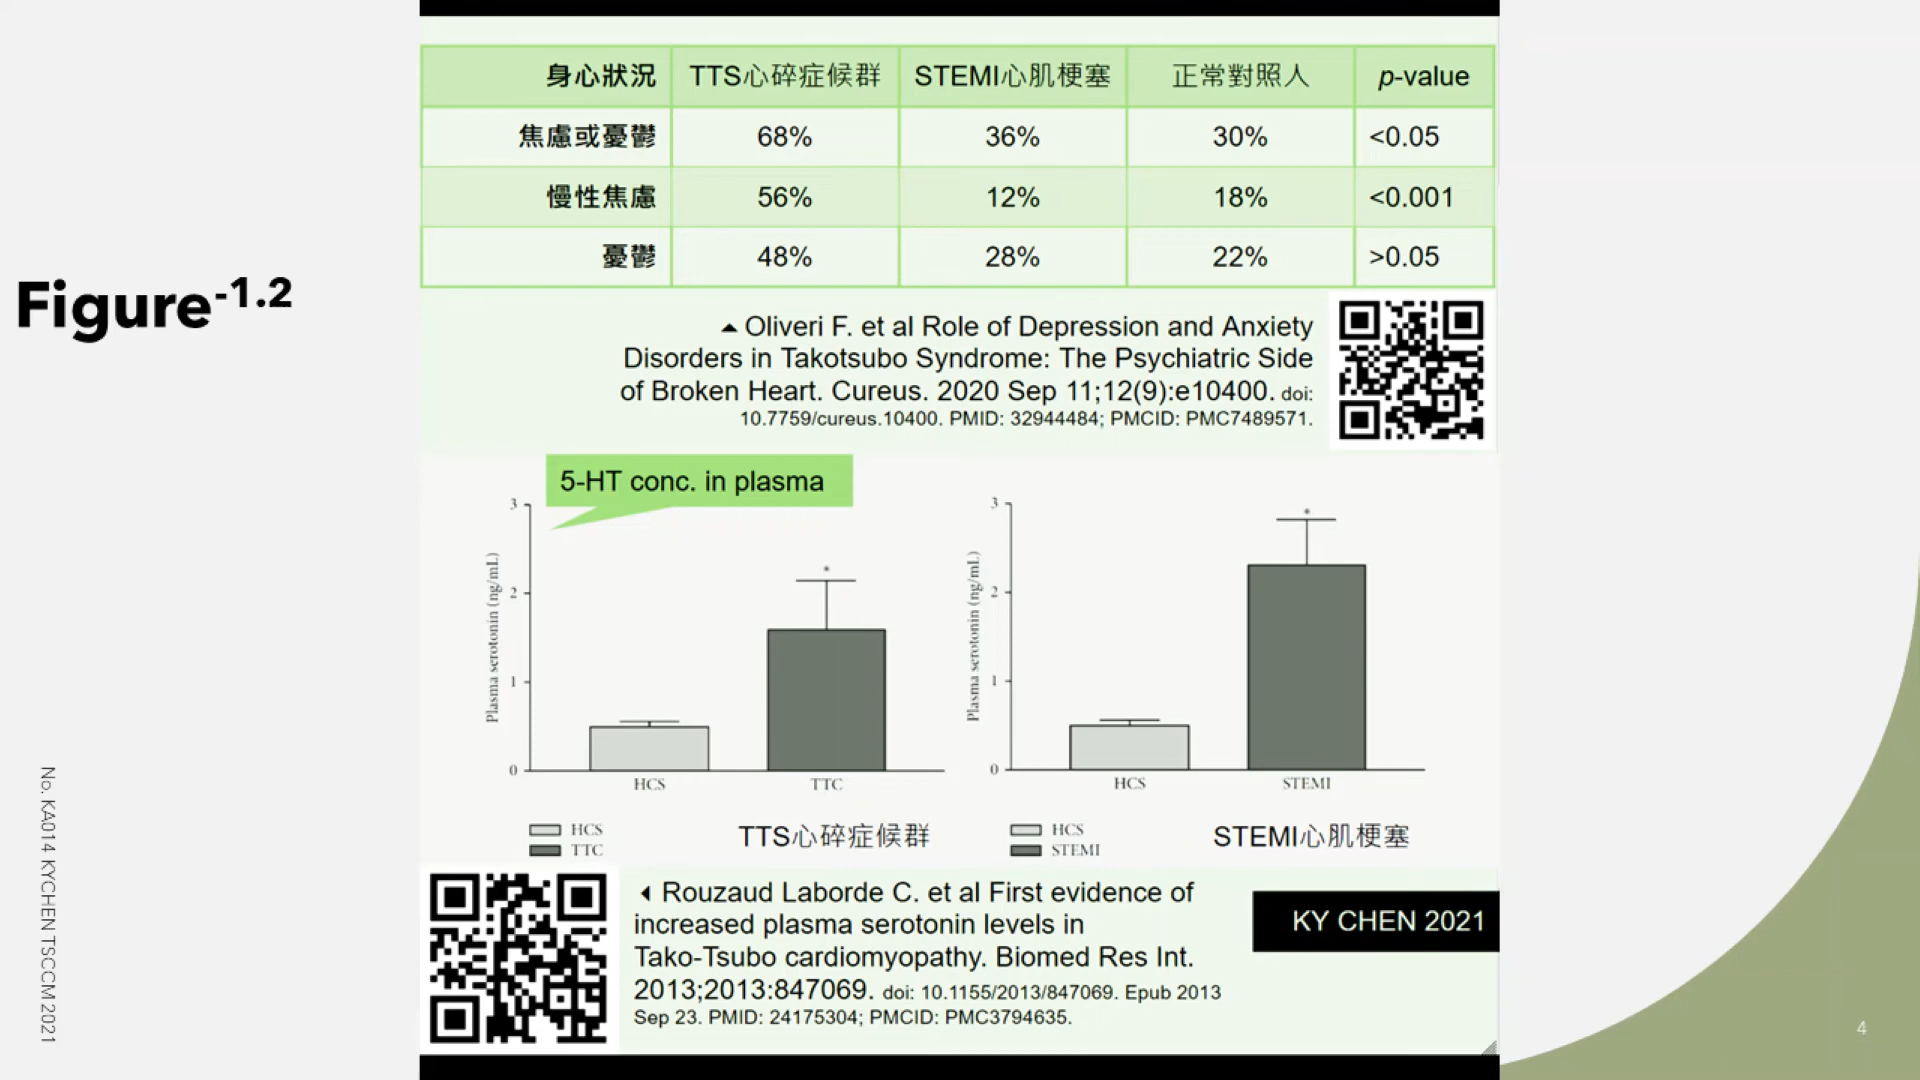 Figure-1.2
身心狀況 TTS心碎症候群 STEMI心肌梗塞 正常對照人 p-value
焦慮或憂鬱 68% 36% 30% <0.05
慢性焦慮 56% 12% 18% <0.001
憂鬱 48% 28% 22% >0.05
Oliveri F. et al Role of Depression and Anxiety
Disorders in Takotsubo Syndrome: The Psychiatric Side
of Broken Heart. Cureus. 2020 Sep 11;12(9):e10400. doi:
10.7759/cureus.10400. PMID: 32944484; PMCID: PMC7489571.
5-HT conc. in plasma
Plasma serotonin (ng/mL)
3
2
1
0
*
HCS TTC
HCS
TTC
TTS心碎症候群
Plasma serotonin (ng/mL)
3
2
1
0
*
HCS STEMI
HCS
STEMI
STEMI心肌梗塞
Rouzaud Laborde C. et al First evidence of
increased plasma serotonin levels in
Tako-Tsubo cardiomyopathy. Biomed Res Int.
2013;2013:847069. doi: 10.1155/2013/847069. Epub 2013
Sep 23. PMID: 24175304; PMCID: PMC3794635.
KY CHEN 2021
No. KA014 KYCHEN TSCCM 2021
4